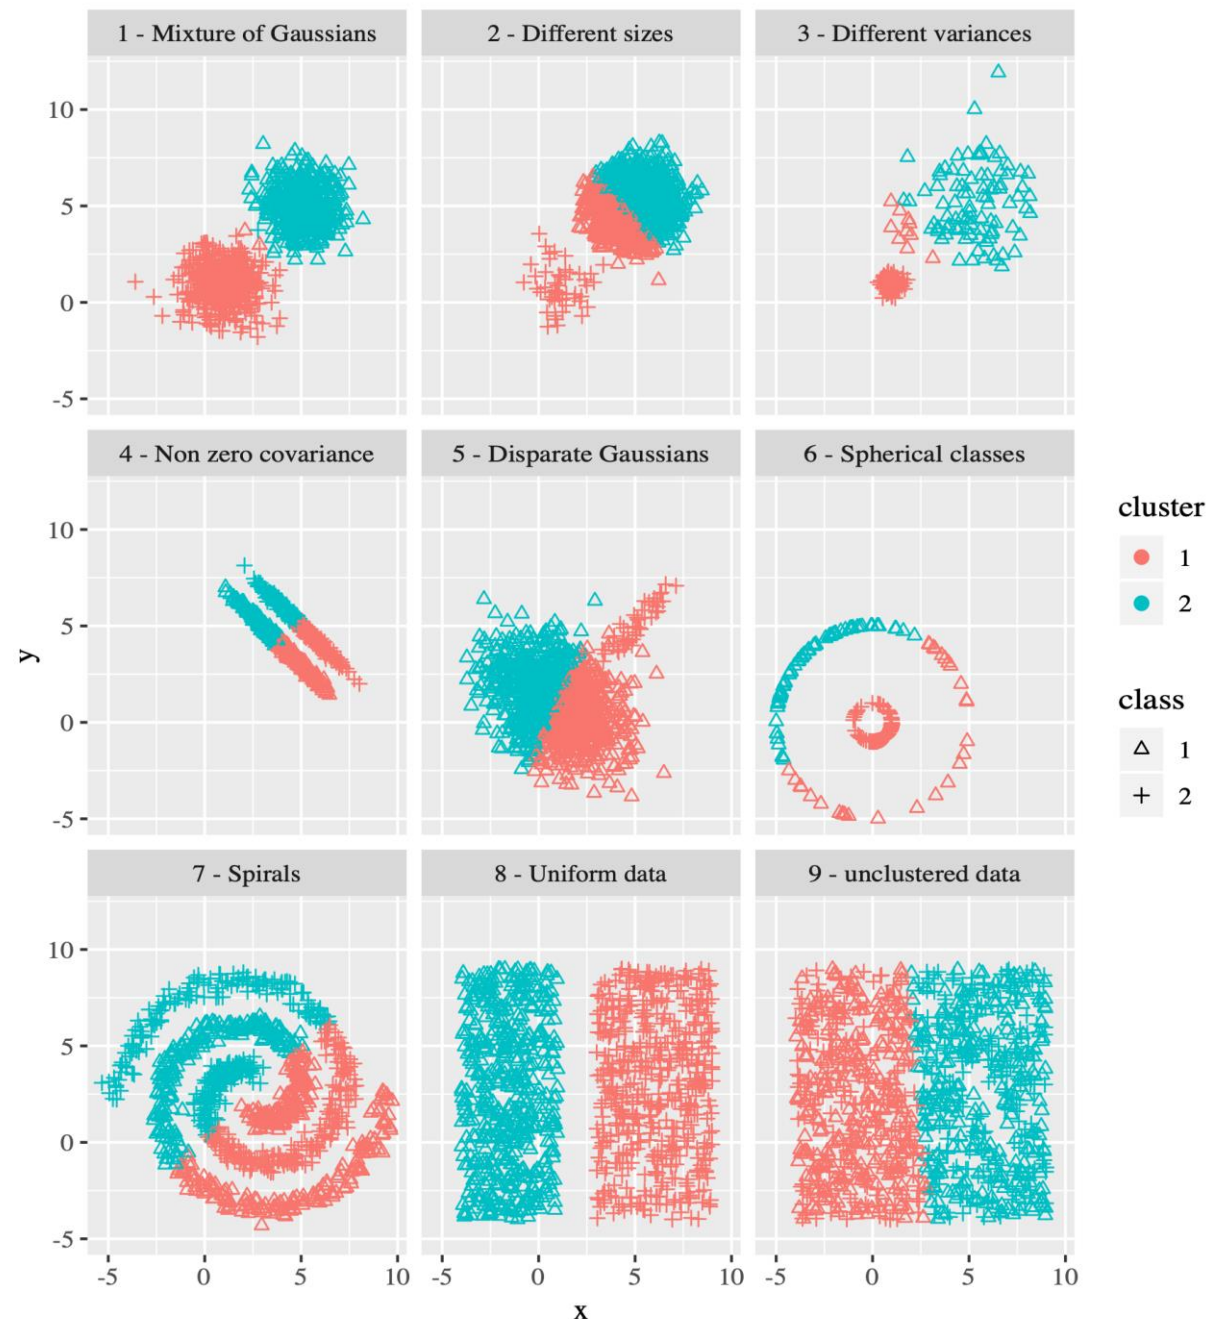 1 - Mixture of Gaussians
2 - Different sizes
3 - Different variances
10
5
0
-5
4 - Non zero covariance
5 - Disparate Gaussians
6 - Spherical classes
10
5
0
-5
y
7 - Spirals
8 - Uniform data
9 - unclustered data
10
5
0
-5
-5 0 5 10
-5 0 5 10
-5 0 5 10
x
cluster
1
2
class
1
2